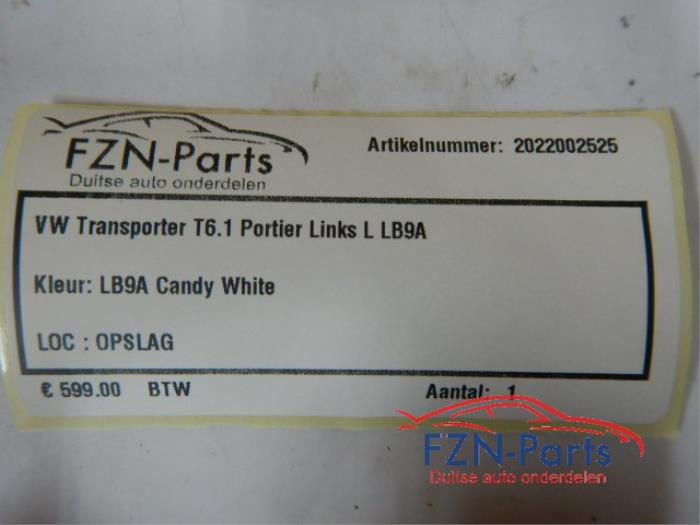 FZN-Parts
Duitse auto onderdelen
Artikelnummer: 2022002525
VW Transporter T6.1 Portier Links L LB9A
Kleur: LB9A Candy White
LOC : OPSLAG
€ 599.00 BTW
Aantal: 1
FZN-Parts
Duitse auto onderdelen